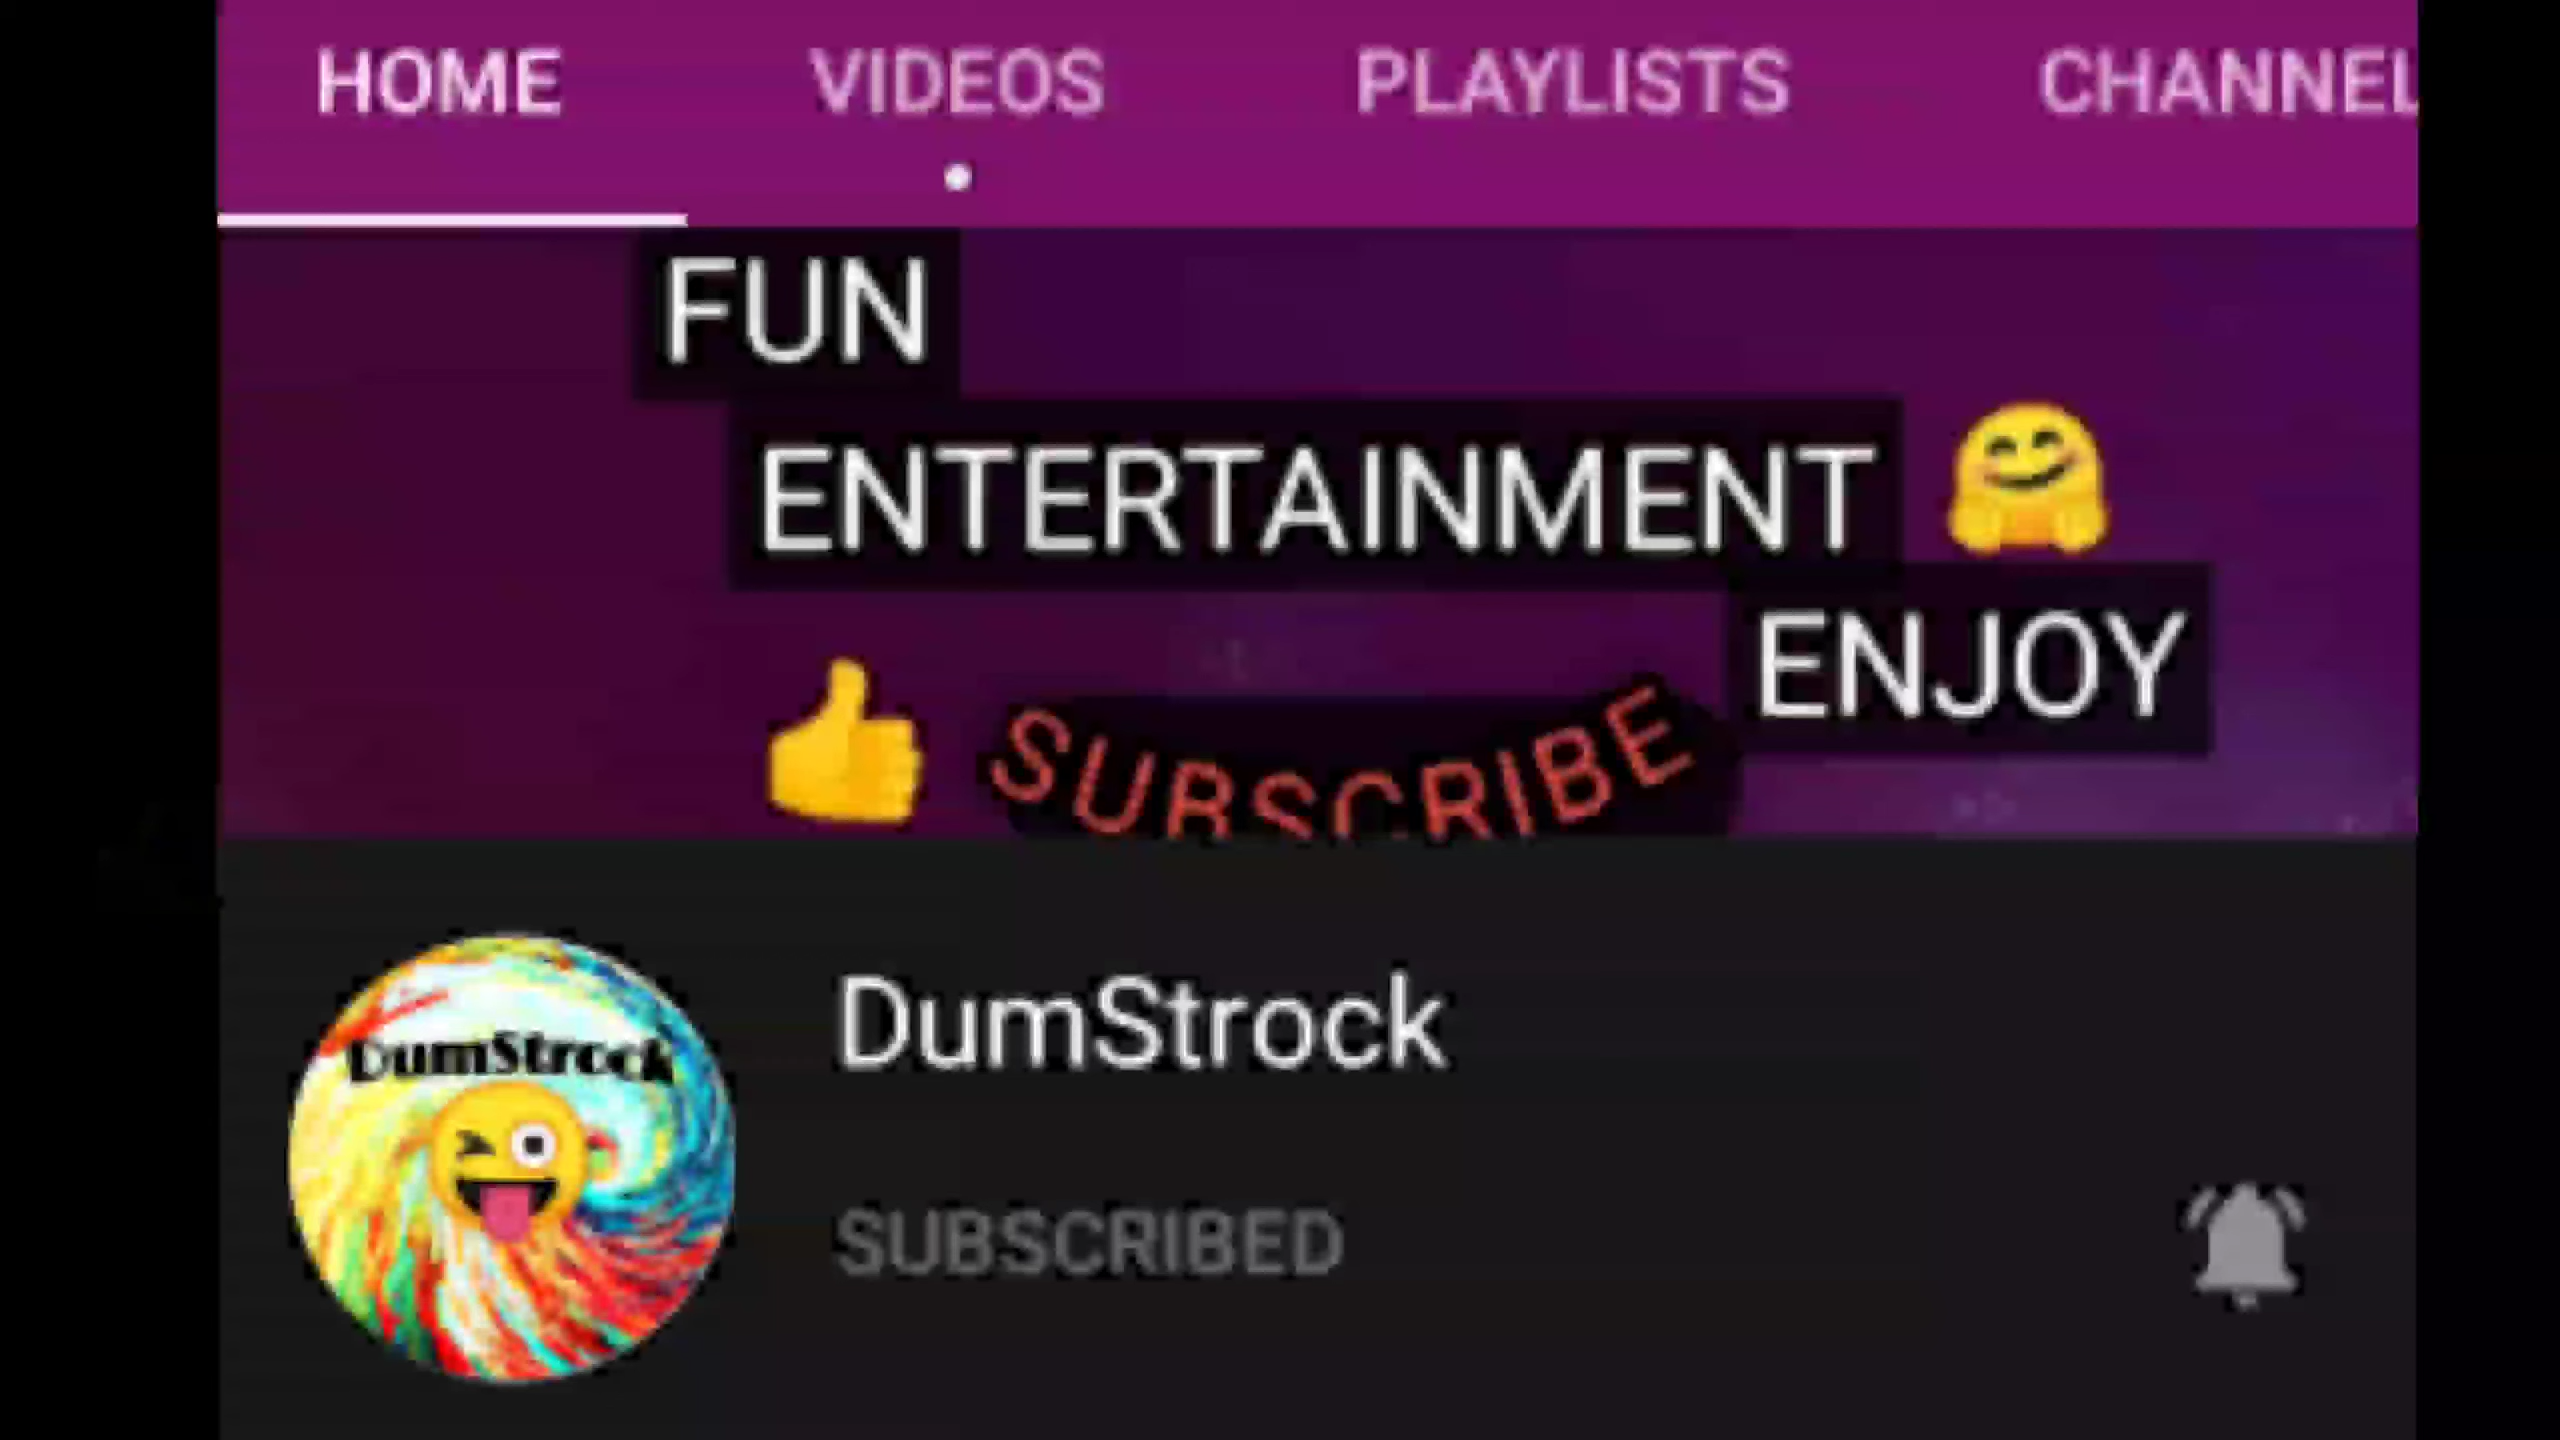 HOME VIDEOS PLAYLISTS CHANNEL
FUN
ENTERTAINMENT
ENJOY
SUBSCRIBE
DumStrock
DumStrock
SUBSCRIBED